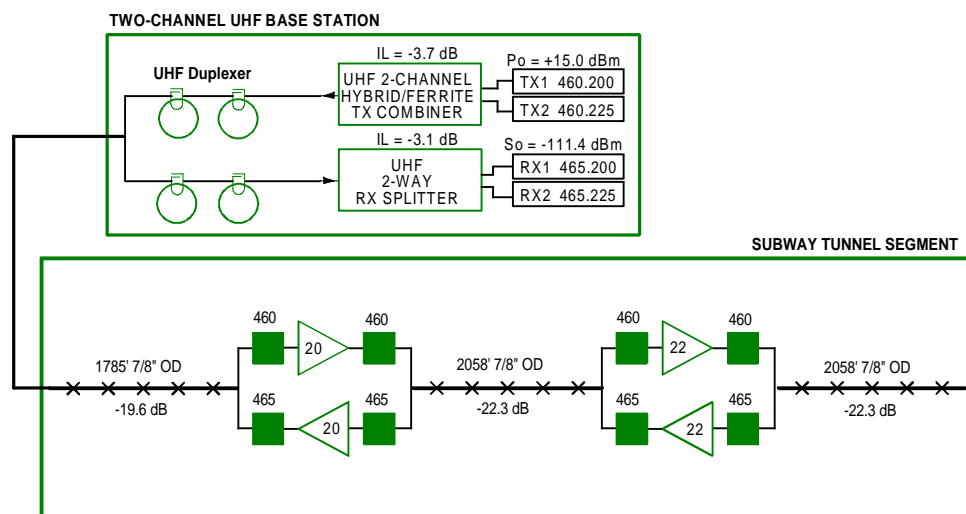 TWO-CHANNEL UHF BASE STATION
IL = -3.7 dB
Po = +15.0 dBm
UHF Duplexer
UHF 2-CHANNEL
HYBRID/FERRITE
TX COMBINER
TX1 460.200
TX2 460.225
IL = -3.1 dB
So = -111.4 dBm
UHF
2-WAY
RX SPLITTER
RX1 465.200
RX2 465.225
SUBWAY TUNNEL SEGMENT
460
460
460
460
20
22
1785' 7/8" OD
2058' 7/8" OD
2058' 7/8" OD
-19.6 dB
465
465
-22.3 dB
465
465
-22.3 dB
20
22